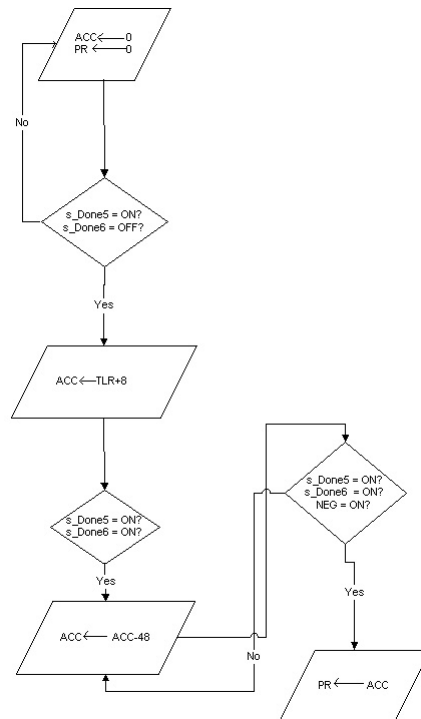 ACC←0
PR ←0
No
s_Done5 = ON?
s_Done6 = OFF?
Yes
ACC←TLR+8
s_Done5 = ON?
s_Done6 = ON?
Yes
ACC← ACC-48
s_Done5 = ON?
s_Done6 = ON?
NEG = ON?
No
Yes
PR ← ACC